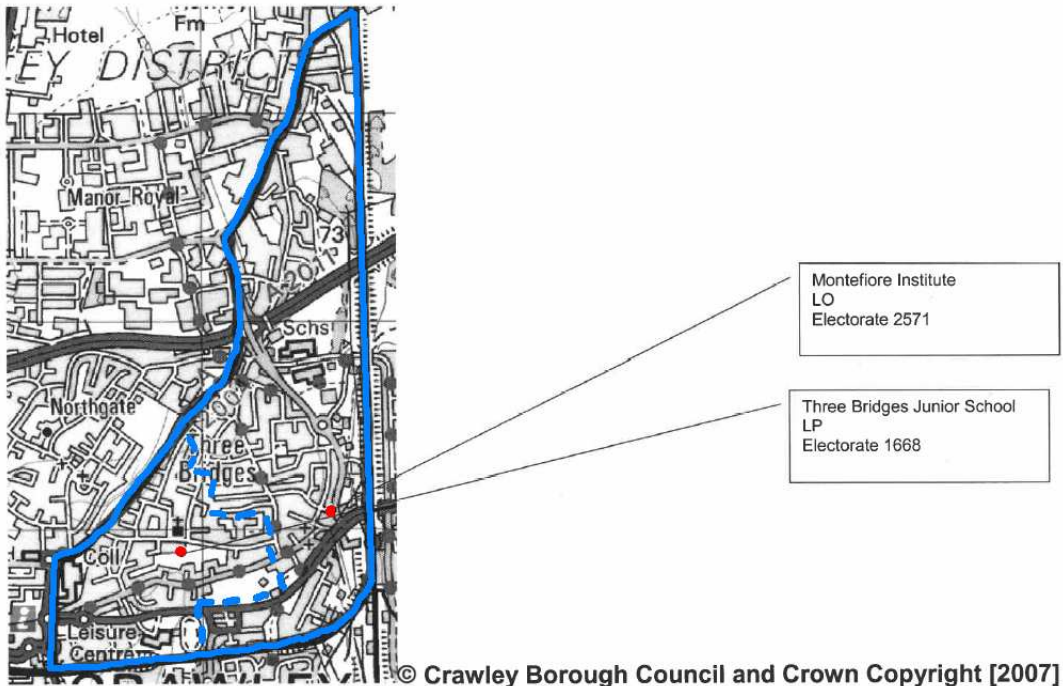 Hotel
Fm
EY DISTRICT
Manor Royal
73
A2011
Schs
Northgate
Three
Bridges
Coll
Leisure
Centre
Montefiore Institute
LO
Electorate 2571
Three Bridges Junior School
LP
Electorate 1668
© Crawley Borough Council and Crown Copyright [2007]